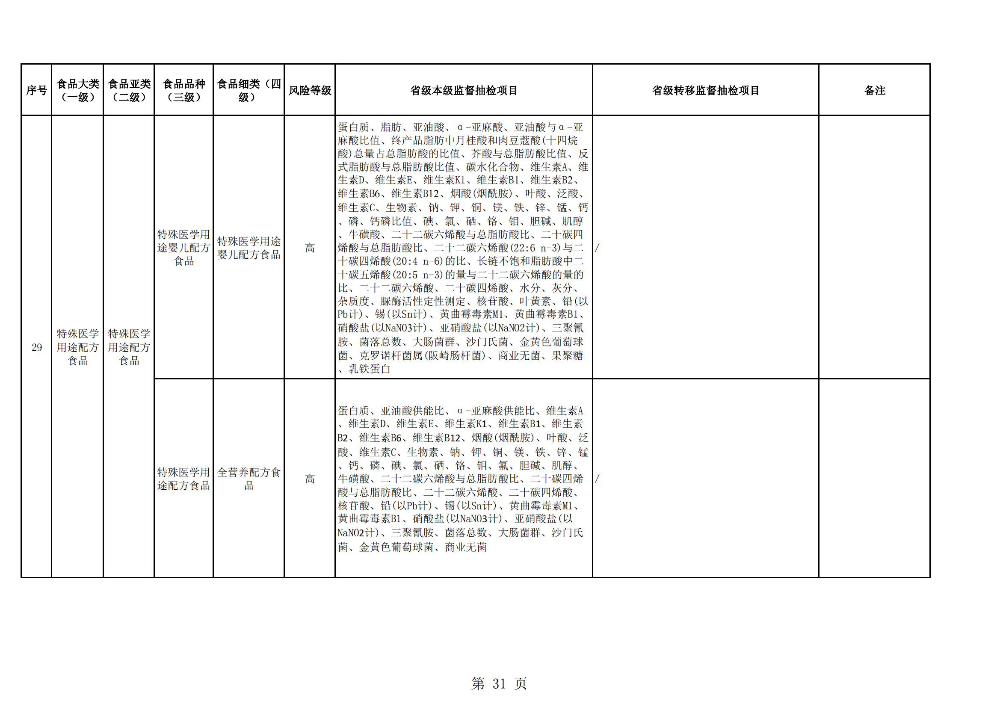 序号
食品大类
（一级）
食品亚类
（二级）
食品品种
（三级）
食品细类（四
级）
风险等级
省级本级监督抽检项目
省级转移监督抽检项目
备注
29
特殊医学
用途配方
食品
特殊医学
用途配方
食品
特殊医学用
途婴儿配方
食品
特殊医学用途
婴儿配方食品
高
蛋白质、脂肪、亚油酸、α-亚麻酸、亚油酸与α-亚
麻酸比值、终产品脂肪中月桂酸和肉豆蔻酸(十四烷
酸)总量占总脂肪酸的比值、芥酸与总脂肪酸比值、反
式脂肪酸与总脂肪酸比值、碳水化合物、维生素A、维
生素D、维生素E、维生素K1、维生素B1、维生素B2、
维生素B6、维生素B12、烟酸(烟酰胺)、叶酸、泛酸、
维生素C、生物素、钠、钾、铜、镁、铁、锌、锰、钙
、磷、钙磷比值、碘、氯、硒、铬、钼、胆碱、肌醇
、牛磺酸、二十二碳六烯酸与总脂肪酸比、二十碳四
烯酸与总脂肪酸比、二十二碳六烯酸(22:6 n-3)与二
十碳四烯酸(20:4 n-6)的比、长链不饱和脂肪酸中二
十碳五烯酸(20:5 n-3)的量与二十二碳六烯酸的量的
比、二十二碳六烯酸、二十碳四烯酸、水分、灰分、
杂质度、脲酶活性定性测定、核苷酸、叶黄素、铅(以
Pb计)、锡(以Sn计)、黄曲霉毒素M1、黄曲霉毒素B1、
硝酸盐(以NaNO3计)、亚硝酸盐(以NaNO2计)、三聚氰
胺、菌落总数、大肠菌群、沙门氏菌、金黄色葡萄球
菌、克罗诺杆菌属(阪崎肠杆菌)、商业无菌、果聚糖
、乳铁蛋白
/
特殊医学用
途配方食品
全营养配方食
品
高
蛋白质、亚油酸供能比、α-亚麻酸供能比、维生素A
、维生素D、维生素E、维生素K1、维生素B1、维生素
B2、维生素B6、维生素B12、烟酸(烟酰胺)、叶酸、泛
酸、维生素C、生物素、钠、钾、铜、镁、铁、锌、锰
、钙、磷、碘、氯、硒、铬、钼、氟、胆碱、肌醇、
牛磺酸、二十二碳六烯酸与总脂肪酸比、二十碳四烯
酸与总脂肪酸比、二十二碳六烯酸、二十碳四烯酸、
核苷酸、铅(以Pb计)、锡(以Sn计)、黄曲霉毒素M1、
黄曲霉毒素B1、硝酸盐(以NaNO3计)、亚硝酸盐(以
NaNO2计)、三聚氰胺、菌落总数、大肠菌群、沙门氏
菌、金黄色葡萄球菌、商业无菌
/
第 31 页